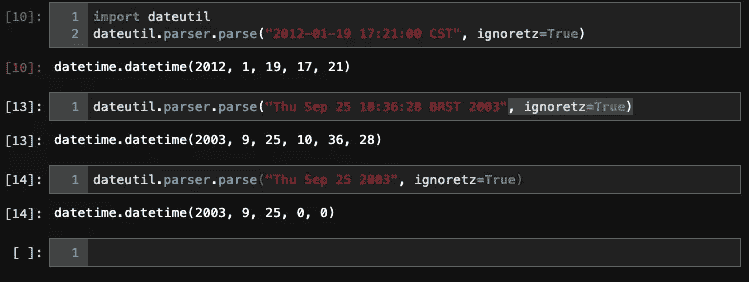 [10]: 1 import dateutil
2 dateutil.parser.parse("2012-01-19 17:21:00 CST", ignoretz=True)
[10]: datetime.datetime(2012, 1, 19, 17, 21)
[13]: 1 dateutil.parser.parse("Thu Sep 25 10:36:28 BRST 2003", ignoretz=True)
[13]: datetime.datetime(2003, 9, 25, 10, 36, 28)
[14]: 1 dateutil.parser.parse("Thu Sep 25 2003", ignoretz=True)
[14]: datetime.datetime(2003, 9, 25, 0, 0)
[ ]: 1